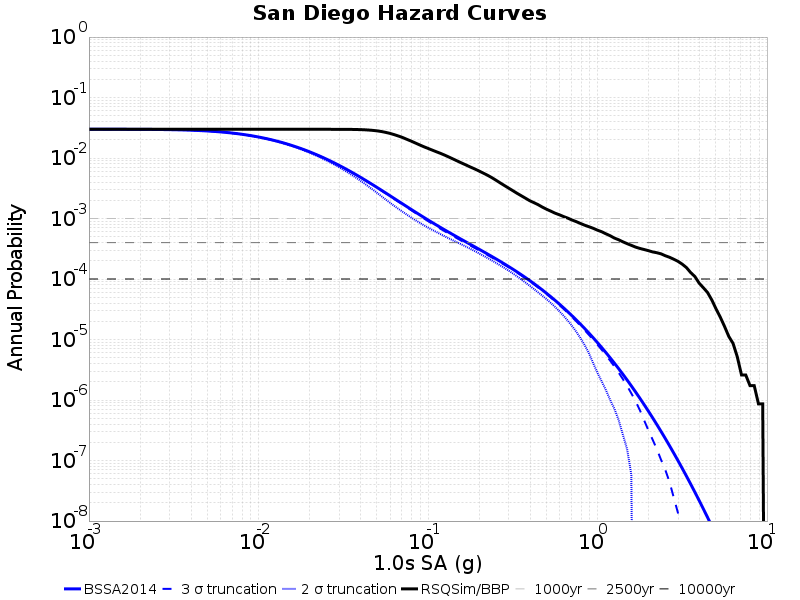 San Diego Hazard Curves
Annual Probability
10^0
10^-1
10^-2
10^-3
10^-4
10^-5
10^-6
10^-7
10^-8
10^-3 10^-2 10^-1 10^0 10^1
1.0s SA (g)
BSSA2014 3 σ truncation 2 σ truncation RSQSim/BBP 1000yr 2500yr 10000yr